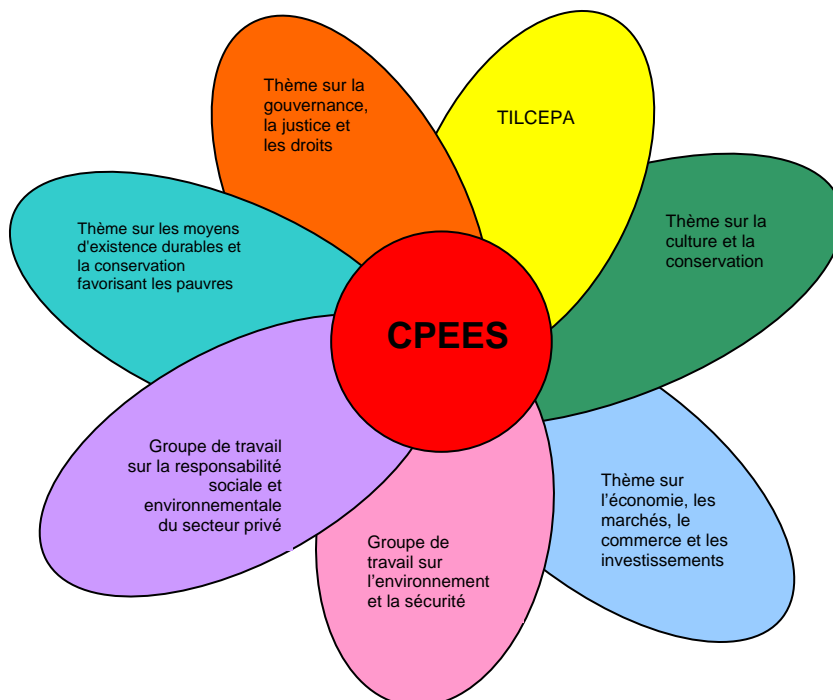 Thème sur la
gouvernance,
la justice et
les droits
TILCEPA
Thème sur la
culture et la
conservation
Thème sur les moyens
d'existence durables et
la conservation
favorisant les pauvres
CPEES
Groupe de travail
sur la responsabilité
sociale et
environnementale
du secteur privé
Groupe de
travail sur
l’environnement
et la sécurité
Thème sur
l’économie, les
marchés, le
commerce et les
investissements